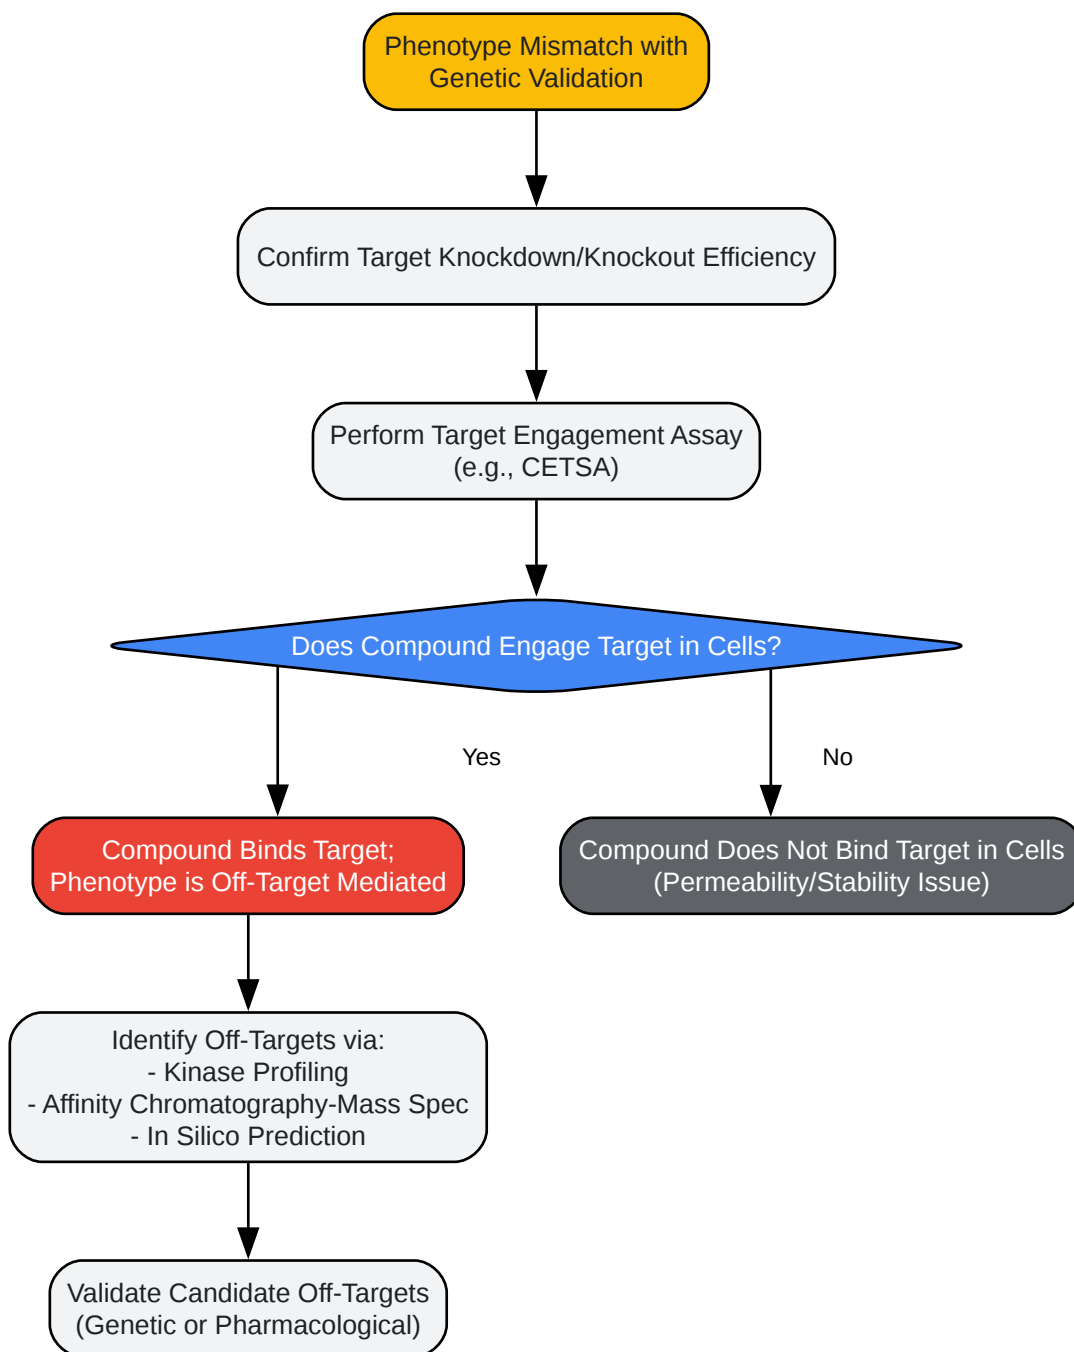 Phenotype Mismatch with
Genetic Validation
Confirm Target Knockdown/Knockout Efficiency
Perform Target Engagement Assay
(e.g., CETSA)
Does Compound Engage Target in Cells?
Yes
No
Compound Binds Target;
Phenotype is Off-Target Mediated
Compound Does Not Bind Target in Cells
(Permeability/Stability Issue)
Identify Off-Targets via:
- Kinase Profiling
- Affinity Chromatography-Mass Spec
- In Silico Prediction
Validate Candidate Off-Targets
(Genetic or Pharmacological)